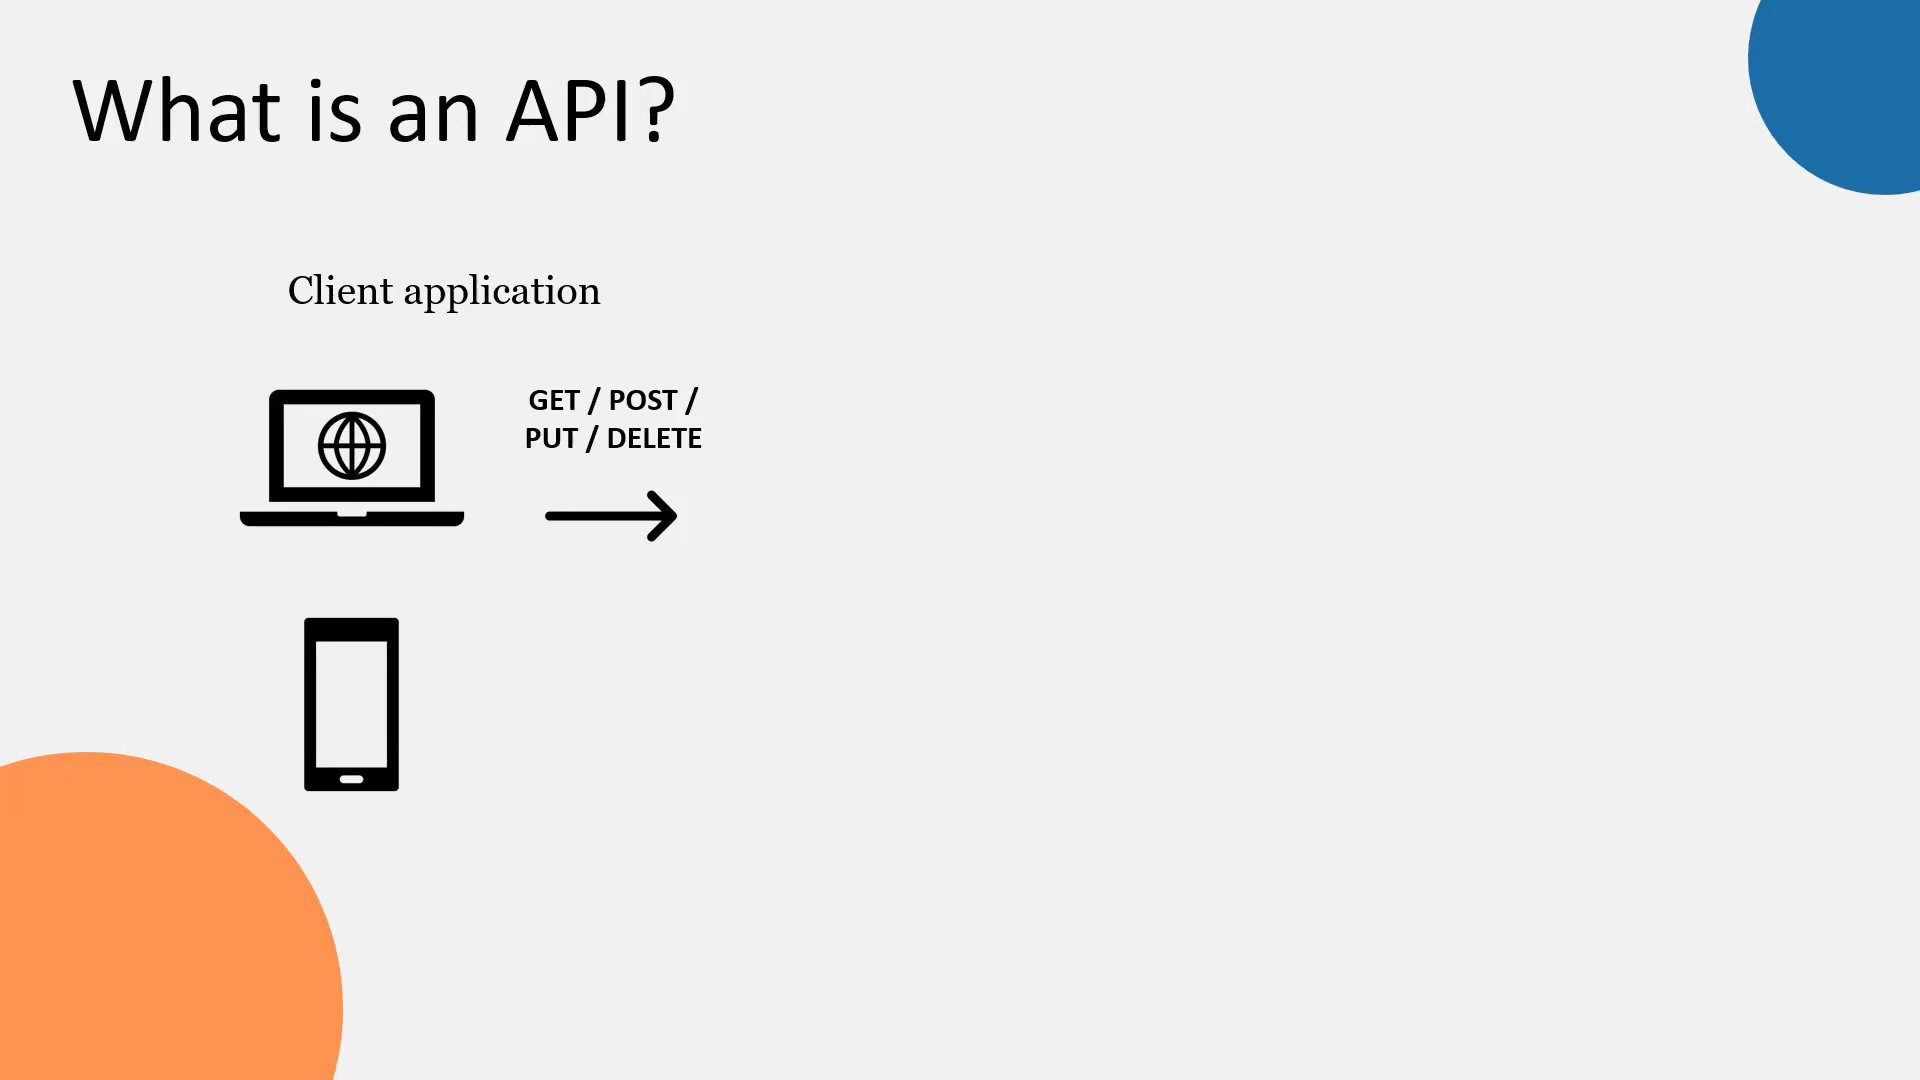 What is an API?
Client application
GET / POST /
PUT / DELETE